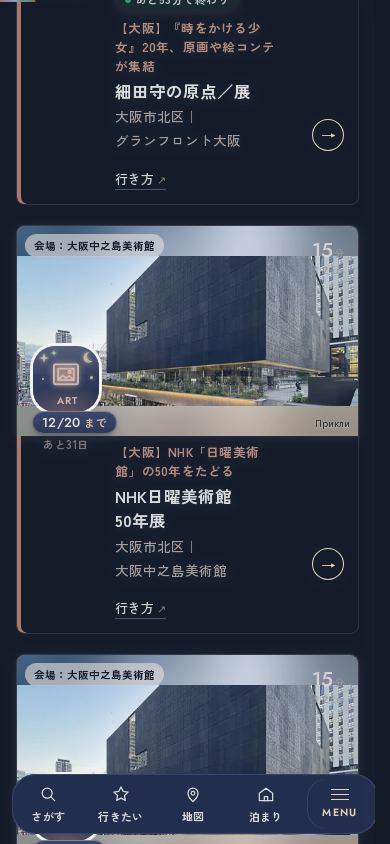 【大阪】『時をかける少
女』20年、原画や絵コンテ
が集結
細田守の原点／展
大阪市北区｜
グランフロント大阪
→
行き方 ↗
会場：大阪中之島美術館
15
ART
12/20 まで
あと31日
Прикли
【大阪】NHK「日曜美術
館」の50年をたどる
NHK日曜美術館
50年展
大阪市北区｜
大阪中之島美術館
→
行き方 ↗
会場：大阪中之島美術館
15
さがす
行きたい
地図
泊まり
MENU